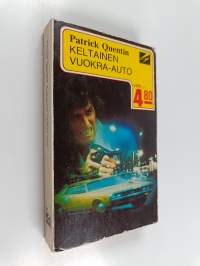 Patrick Quentin
KELTAINEN
VUOKRA-AUTO
4 80